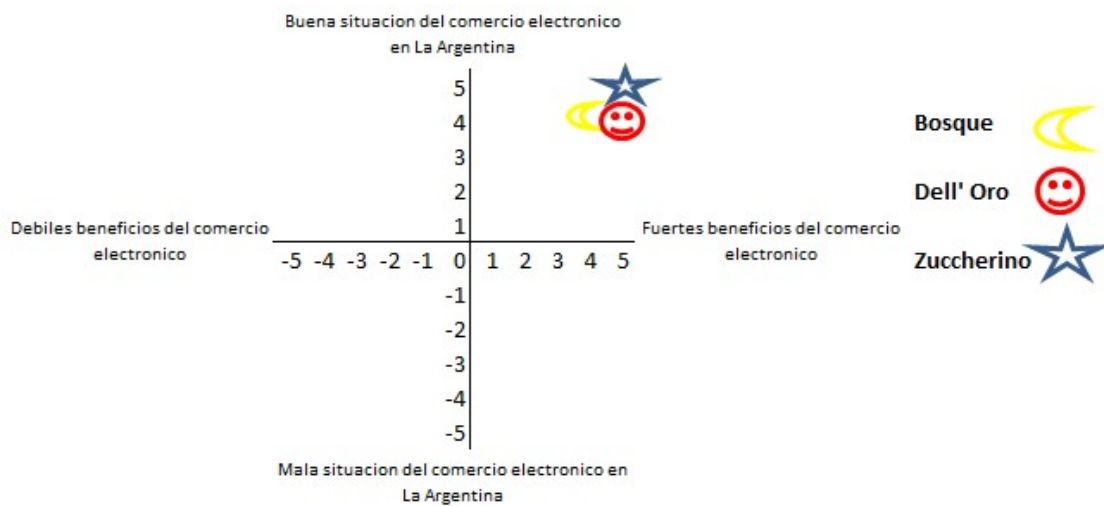 Buena situacion del comercio electronico
en La Argentina
5
4
3
2
1
Debiles beneficios del comercio
electronico
-5 -4 -3 -2 -1 0 1 2 3 4 5
Fuertes beneficios del comercio
electronico
-1
-2
-3
-4
-5
Mala situacion del comercio electronico en
La Argentina
Bosque
Dell' Oro
Zuccherino